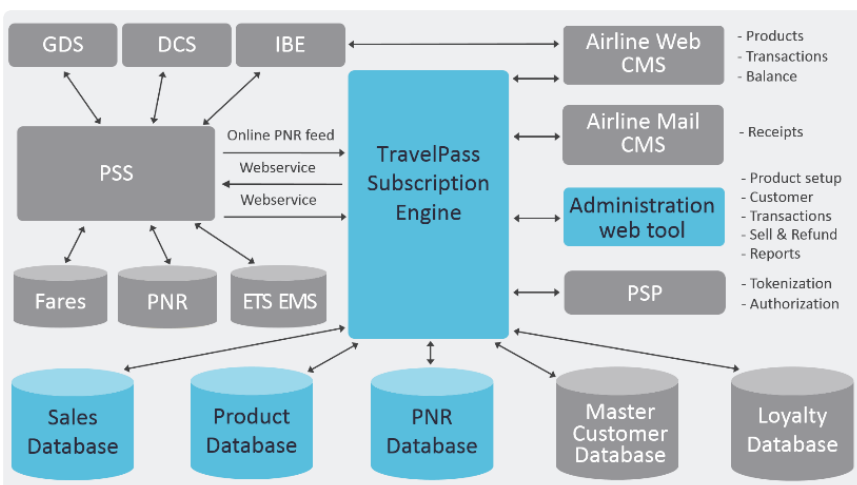 GDS
DCS
IBE
Airline Web
CMS
- Products
- Transactions
- Balance
PSS
Online PNR feed
Webservice
Webservice
TravelPass
Subscription
Engine
Airline Mail
CMS
- Receipts
Administration
web tool
- Product setup
- Customer
- Transactions
- Sell & Refund
- Reports
PSP
- Tokenization
- Authorization
Fares
PNR
ETS EMS
Sales
Database
Product
Database
PNR
Database
Master
Customer
Database
Loyalty
Database